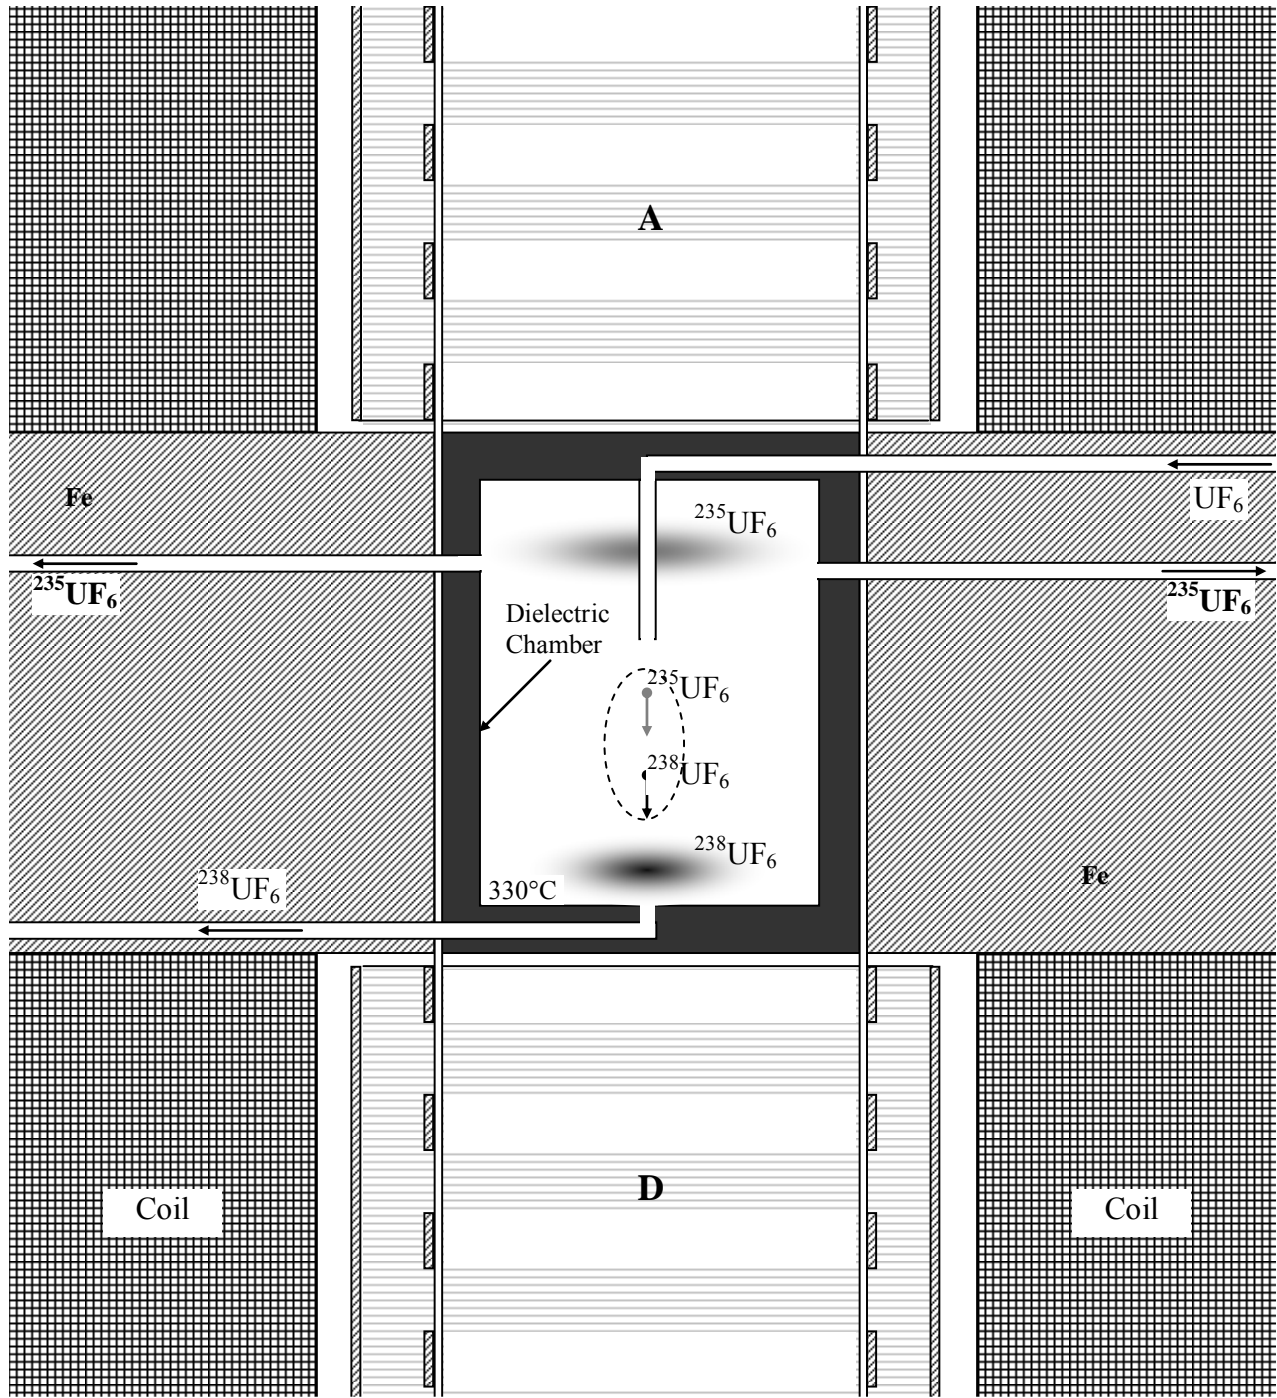 A
Fe
UF₆
²³⁵UF₆
²³⁵UF₆
²³⁵UF₆
Dielectric
Chamber
²³⁵UF₆
²³⁸UF₆
²³⁸UF₆
330°C
²³⁸UF₆
Fe
D
Coil
Coil